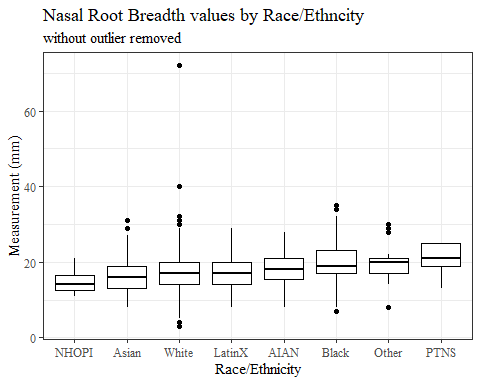 Nasal Root Breadth values by Race/Ethncity
without outlier removed
Measurement (mm)
60
40
20
0
NHOPI Asian White LatinX AIAN Black Other PTNS
Race/Ethnicity